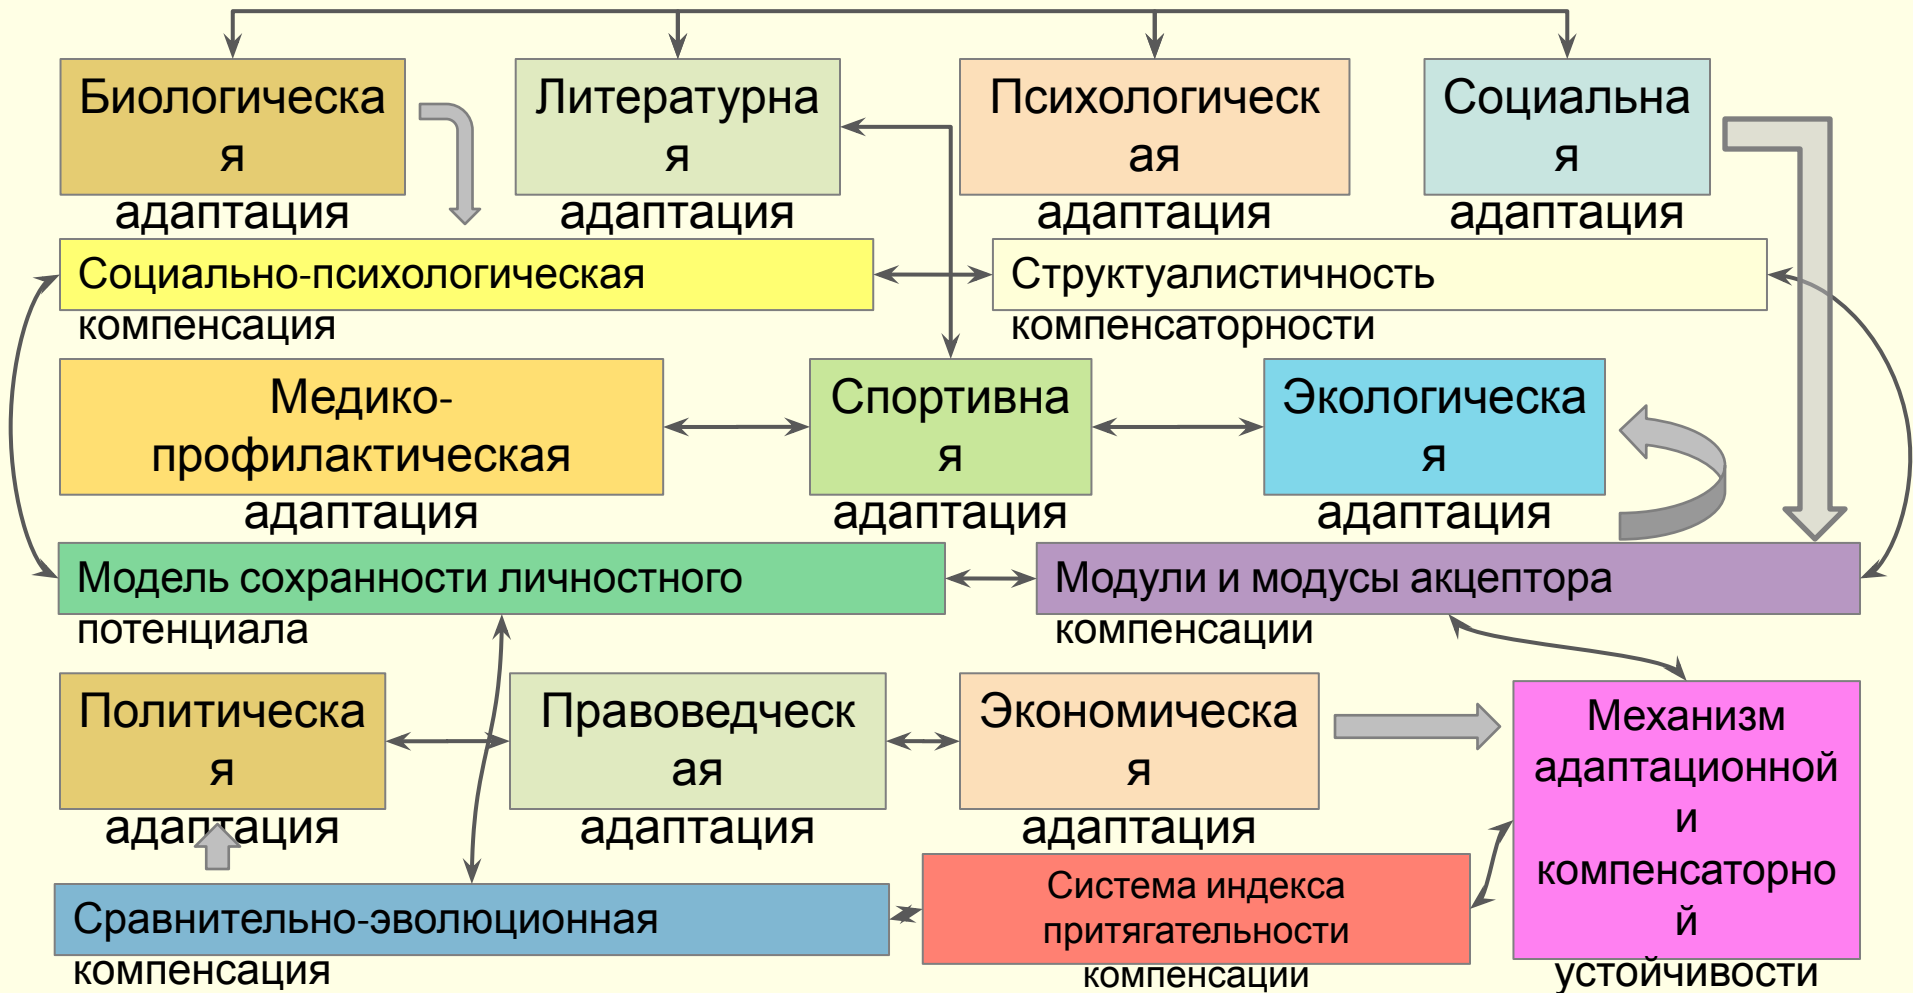 Биологическа
я
адаптация
Литературна
я
адаптация
Психологическ
ая
адаптация
Социальна
я
адаптация
Социально-психологическая
компенсация
Структуалистичность
компенсаторности
Медико-
профилактическая
адаптация
Спортивна
я
адаптация
Экологическа
я
адаптация
Модель сохранности личностного
потенциала
Модули и модусы акцептора
компенсации
Политическа
я
адаптация
Правоведческ
ая
адаптация
Экономическа
я
адаптация
Механизм
адаптационной
и
компенсаторно
й
устойчивости
Сравнительно-эволюционная
компенсация
Система индекса
притягательности
компенсации